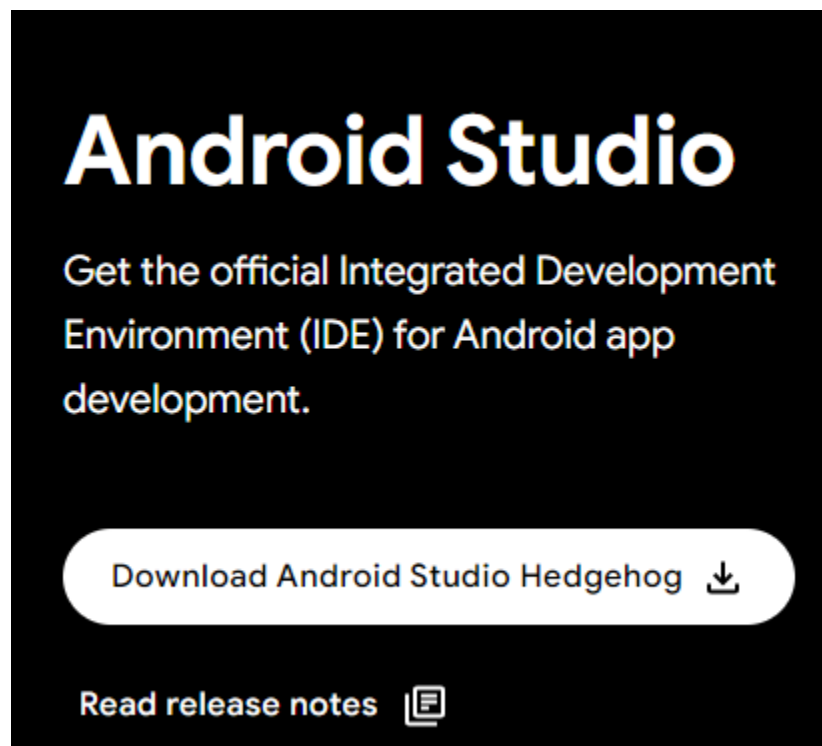 Android Studio
Get the official Integrated Development
Environment (IDE) for Android app
development.
Download Android Studio Hedgehog
Read release notes